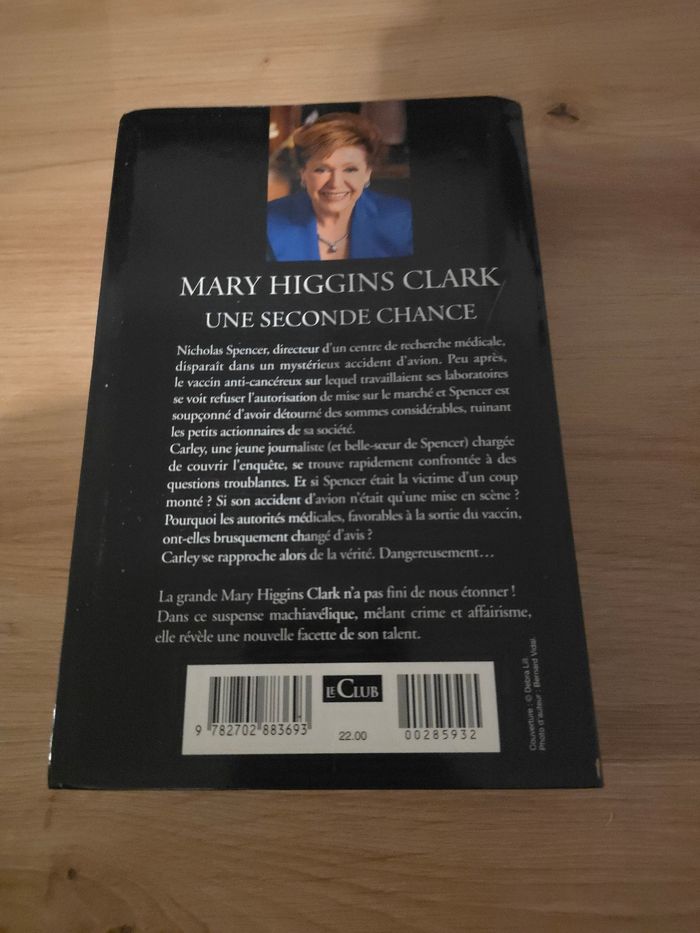 MARY HIGGINS CLARK
UNE SECONDE CHANCE
Nicholas Spencer, directeur d'un centre de recherche médicale,
disparaît dans un mystérieux accident d'avion. Peu après,
le vaccin anti-cancéreux sur lequel travaillaient ses laboratoires
se voit refuser l'autorisation de mise sur le marché et Spencer est
soupçonné d'avoir détourné des sommes considérables, ruinant
les petits actionnaires de sa société.
Carley, une jeune journaliste (et belle-sœur de Spencer) chargée
de couvrir l'enquête, se trouve rapidement confrontée à des
questions troublantes. Et si Spencer était la victime d'un coup
monté ? Si son accident d'avion n'était qu'une mise en scène ?
Pourquoi les autorités médicales, favorables à la sortie du vaccin,
ont-elles brusquement changé d'avis ?
Carley se rapproche alors de la vérité. Dangereusement…
La grande Mary Higgins Clark n'a pas fini de nous étonner !
Dans ce suspense machiavélique, mêlant crime et affairisme,
elle révèle une nouvelle facette de son talent.
LE CLUB
9 782702 883693
22.00
00285932
Couverture : © Debra Lill.
Photo d'auteur : Bernard Vidal.